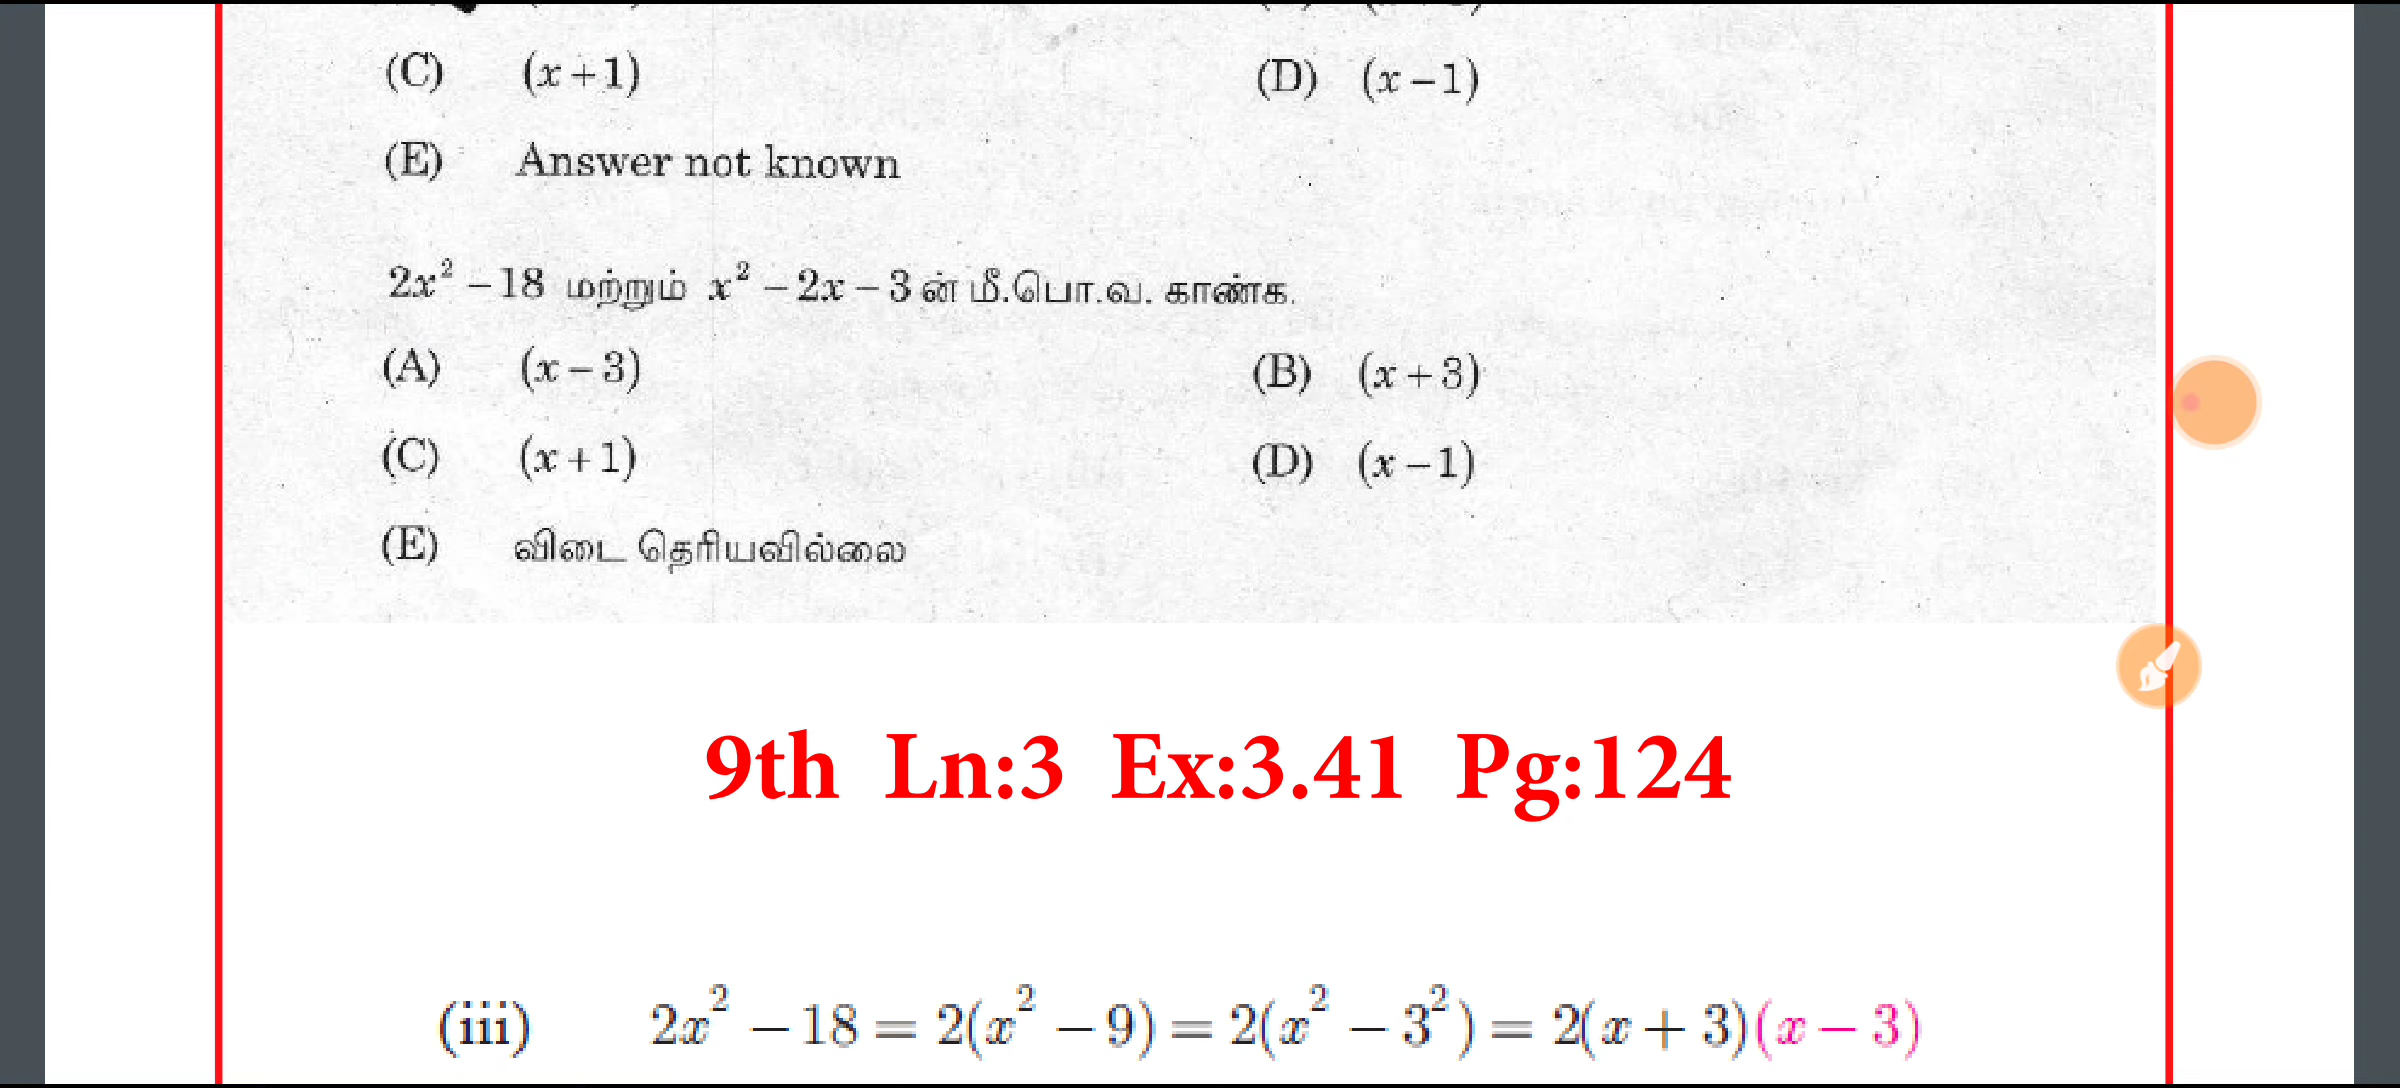 (C) (x+1) (D) (x–1)
(E) Answer not known
2x² –18 மற்றும் x² – 2x – 3 ன் மீ.பொ.வ. காண்க.
(A) (x – 3) (B) (x + 3)
(C) (x + 1) (D) (x – 1)
(E) விடை தெரியவில்லை
9th Ln:3 Ex:3.41 Pg:124
(iii) 2x² – 18 = 2(x² – 9) = 2(x² – 3²) = 2(x + 3)(x – 3)